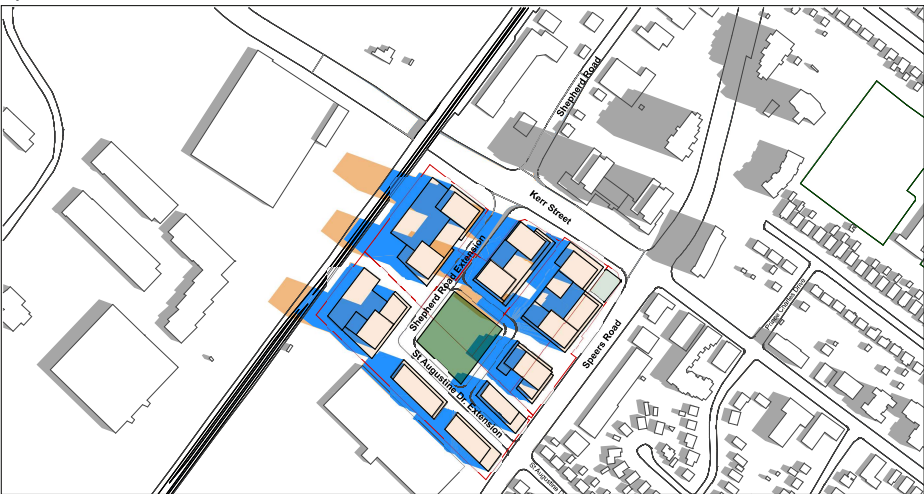 Shepherd Road
Kerr Street
Shepherd Road Extension
St Augustine Dr. Extension
Speers Road